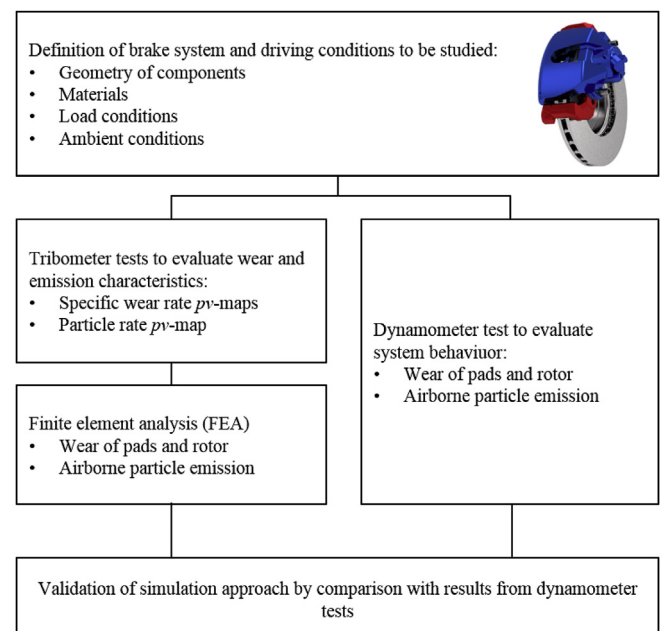 Definition of brake system and driving conditions to be studied:
• Geometry of components
• Materials
• Load conditions
• Ambient conditions
Tribometer tests to evaluate wear and
emission characteristics:
• Specific wear rate pv-maps
• Particle rate pv-map
Finite element analysis (FEA)
• Wear of pads and rotor
• Airborne particle emission
Dynamometer test to evaluate
system behaviuor:
• Wear of pads and rotor
• Airborne particle emission
Validation of simulation approach by comparison with results from dynamometer
tests